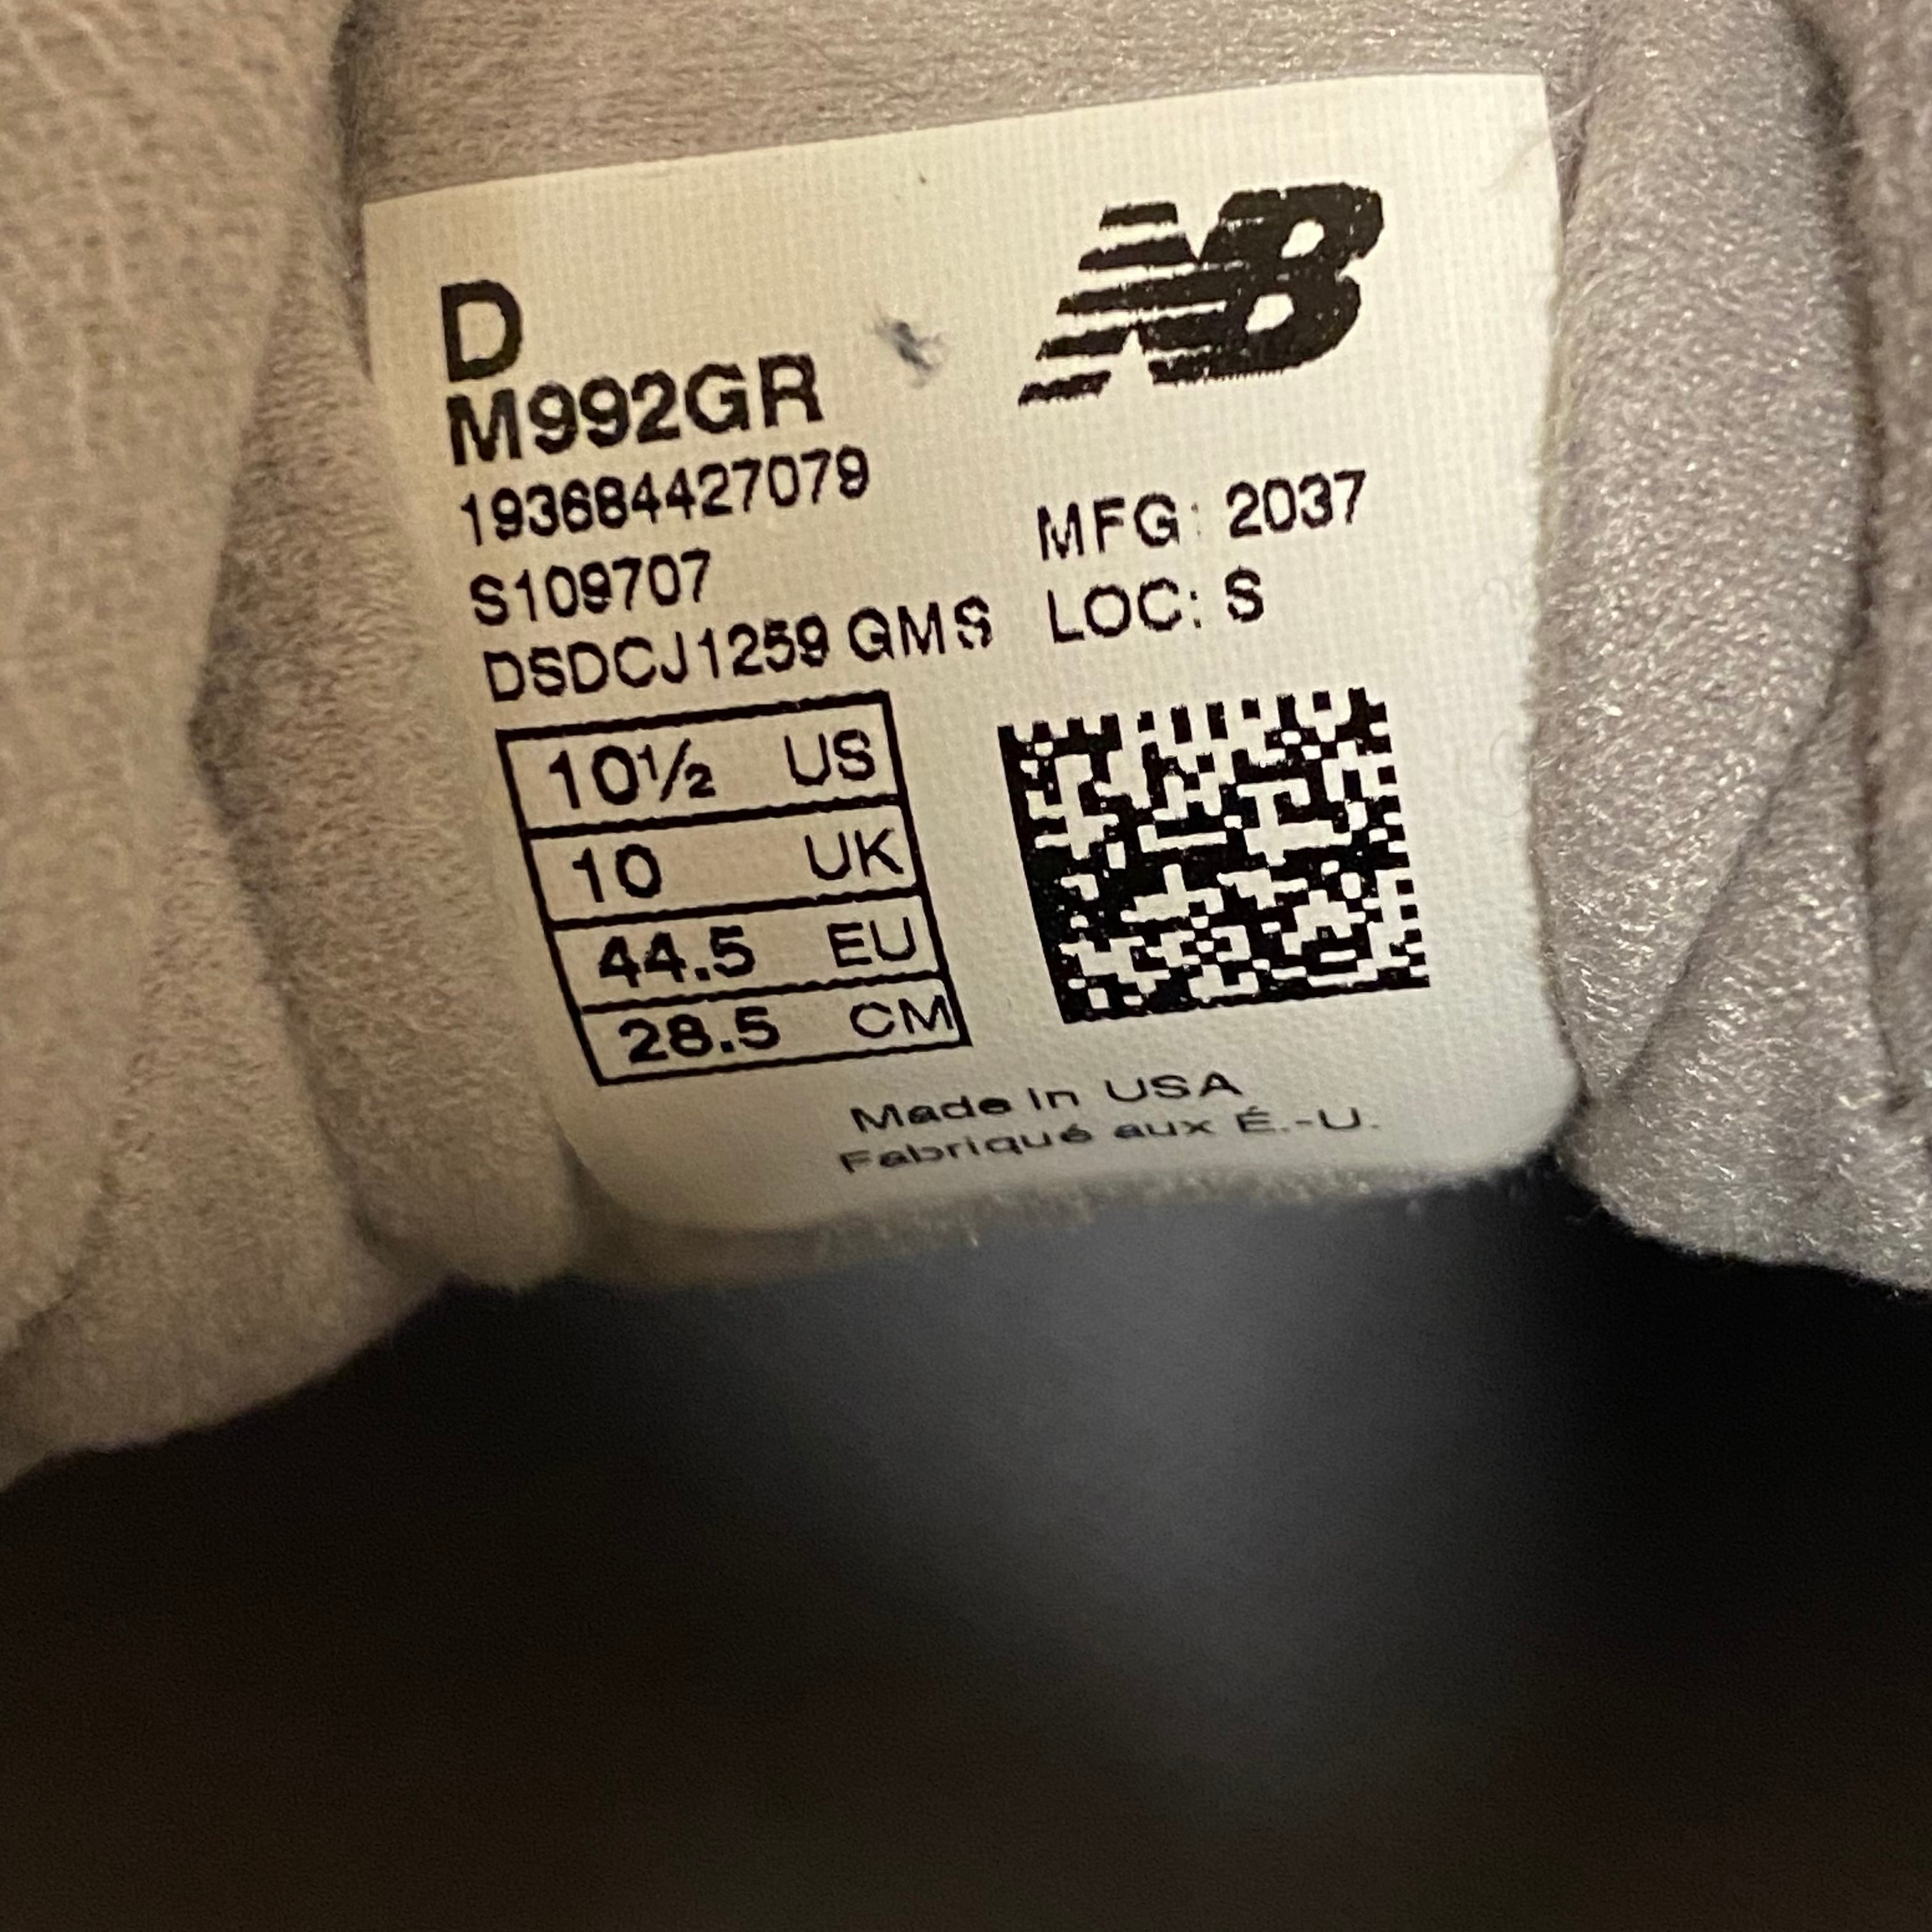 NB
D
M992GR
193684427079
S109707
DSDCJ1259 GMS
MFG: 2037
LOC: S
10½ US
10 UK
44.5 EU
28.5 CM
Made in USA
Fabriqué aux É.-U.